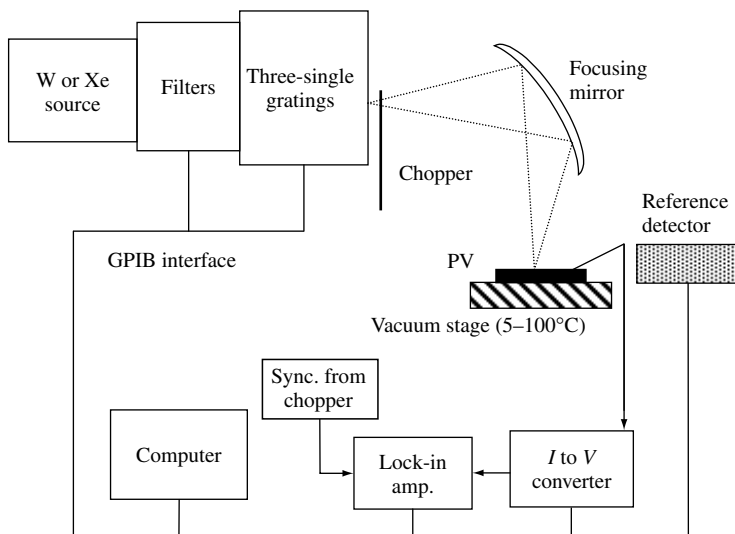 W or Xe
source
Filters
Three-single
gratings
Focusing
mirror
Chopper
Reference
detector
GPIB interface
PV
Vacuum stage (5–100°C)
Sync. from
chopper
Computer
Lock-in
amp.
I to V
converter